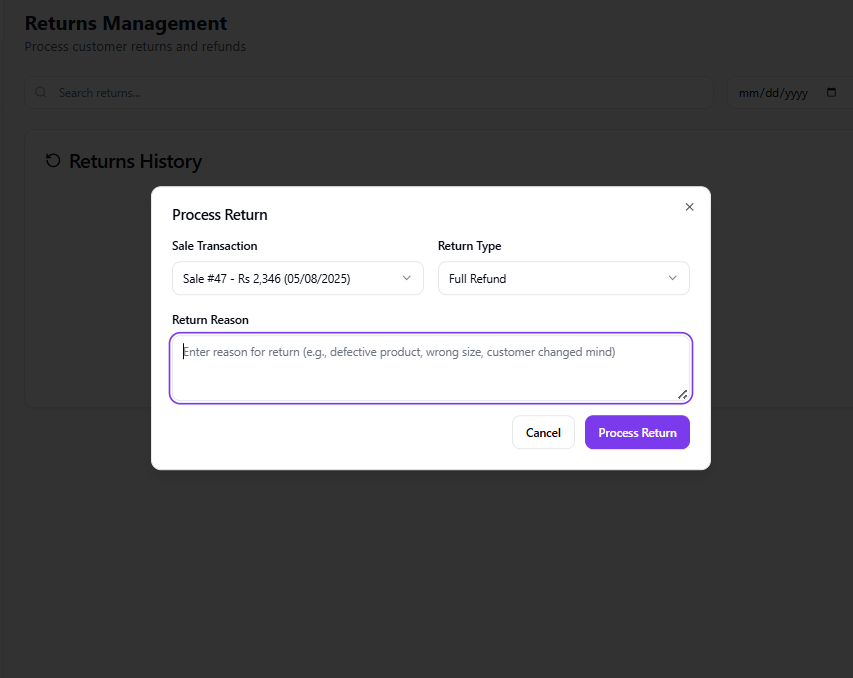 Returns Management
Process customer returns and refunds
Search returns...
mm/dd/yyyy
Returns History
Process Return
Sale Transaction
Return Type
Sale #47 - Rs 2,346 (05/08/2025)
Full Refund
Return Reason
Enter reason for return (e.g., defective product, wrong size, customer changed mind)
Cancel
Process Return